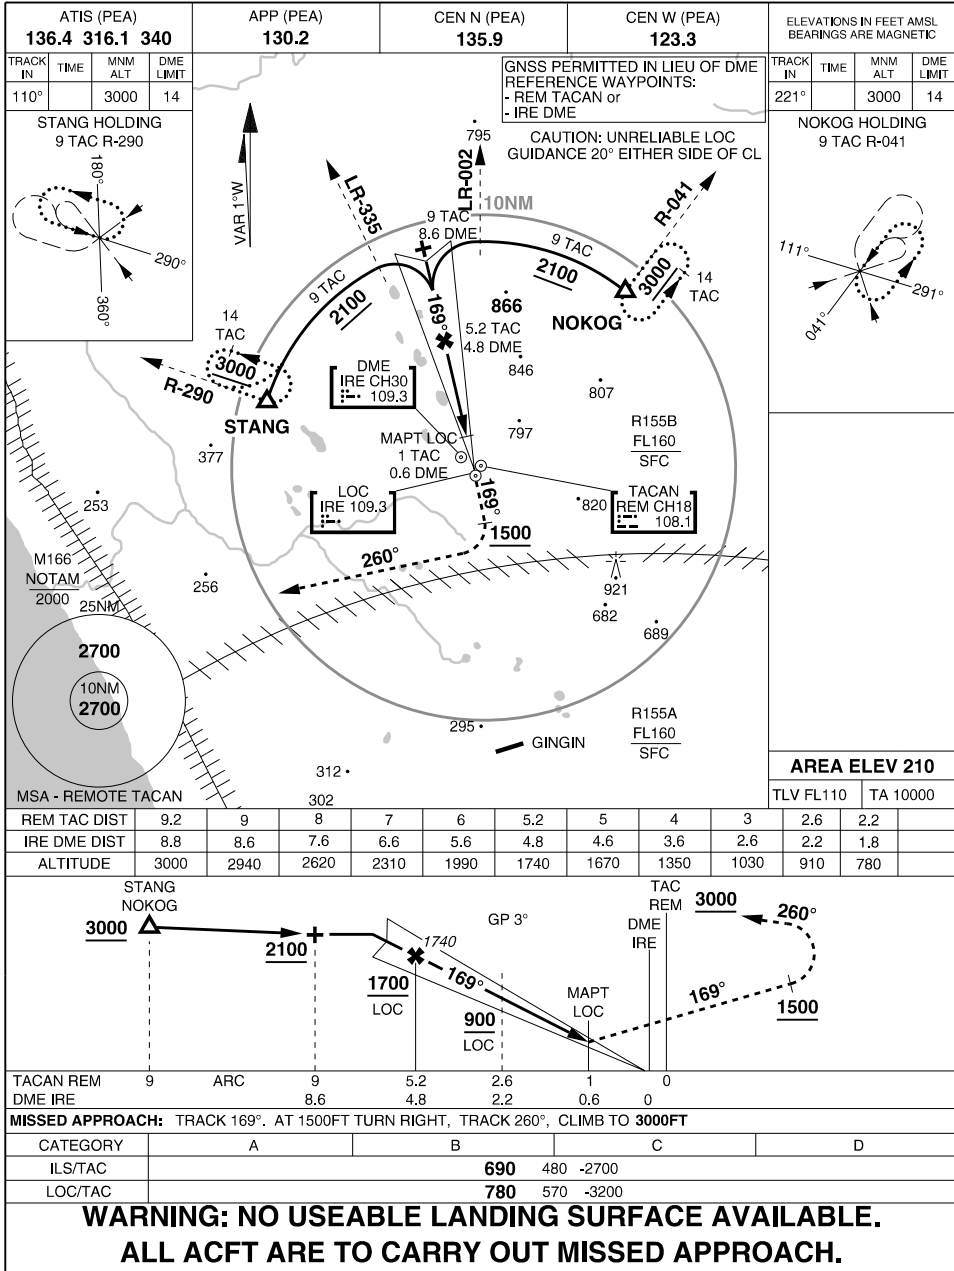 ATIS (PEA)
136.4 316.1 340
APP (PEA)
130.2
CEN N (PEA)
135.9
CEN W (PEA)
123.3
ELEVATIONS IN FEET AMSL
BEARINGS ARE MAGNETIC
TRACK IN TIME MNM ALT DME LIMIT
110° 3000 14
STANG HOLDING
9 TAC R-290
180°
290°
360°
VAR 1°W
GNSS PERMITTED IN LIEU OF DME
REFERENCE WAYPOINTS:
- REM TACAN or
- IRE DME
795
CAUTION: UNRELIABLE LOC
GUIDANCE 20° EITHER SIDE OF CL
TRACK IN TIME MNM ALT DME LIMIT
221° 3000 14
NOKOG HOLDING
9 TAC R-041
111°
291°
041°
LR-335
LR-002
R-041
10NM
9 TAC
8.6 DME
9 TAC
2100
9 TAC
2100
3000
14
TAC
NOKOG
169°
866
5.2 TAC
4.8 DME
846
14
TAC
3000
R-290
STANG
DME
IRE CH30
109.3
807
797
R155B
FL160
SFC
MAPT LOC
1 TAC
0.6 DME
377
253
LOC
IRE 109.3
169°
820
TACAN
REM CH18
108.1
1500
260°
M166
NOTAM
2000
256
921
682
689
25NM
2700
10NM
2700
MSA - REMOTE TACAN
295
GINGIN
R155A
FL160
SFC
312
302
AREA ELEV 210
TLV FL110 TA 10000
REM TAC DIST 9.2 9 8 7 6 5.2 5 4 3 2.6 2.2
IRE DME DIST 8.8 8.6 7.6 6.6 5.6 4.8 4.6 3.6 2.6 2.2 1.8
ALTITUDE 3000 2940 2620 2310 1990 1740 1670 1350 1030 910 780
STANG
NOKOG
3000
2100
1740
GP 3°
1700
LOC
169°
900
LOC
MAPT
LOC
TAC
REM
DME
IRE
3000
260°
169°
1500
TACAN REM 9 ARC 9 5.2 2.6 1 0
DME IRE 8.6 4.8 2.2 0.6 0
MISSED APPROACH: TRACK 169°. AT 1500FT TURN RIGHT, TRACK 260°, CLIMB TO 3000FT
CATEGORY A B C D
ILS/TAC 690 480 -2700
LOC/TAC 780 570 -3200
WARNING: NO USEABLE LANDING SURFACE AVAILABLE.
ALL ACFT ARE TO CARRY OUT MISSED APPROACH.